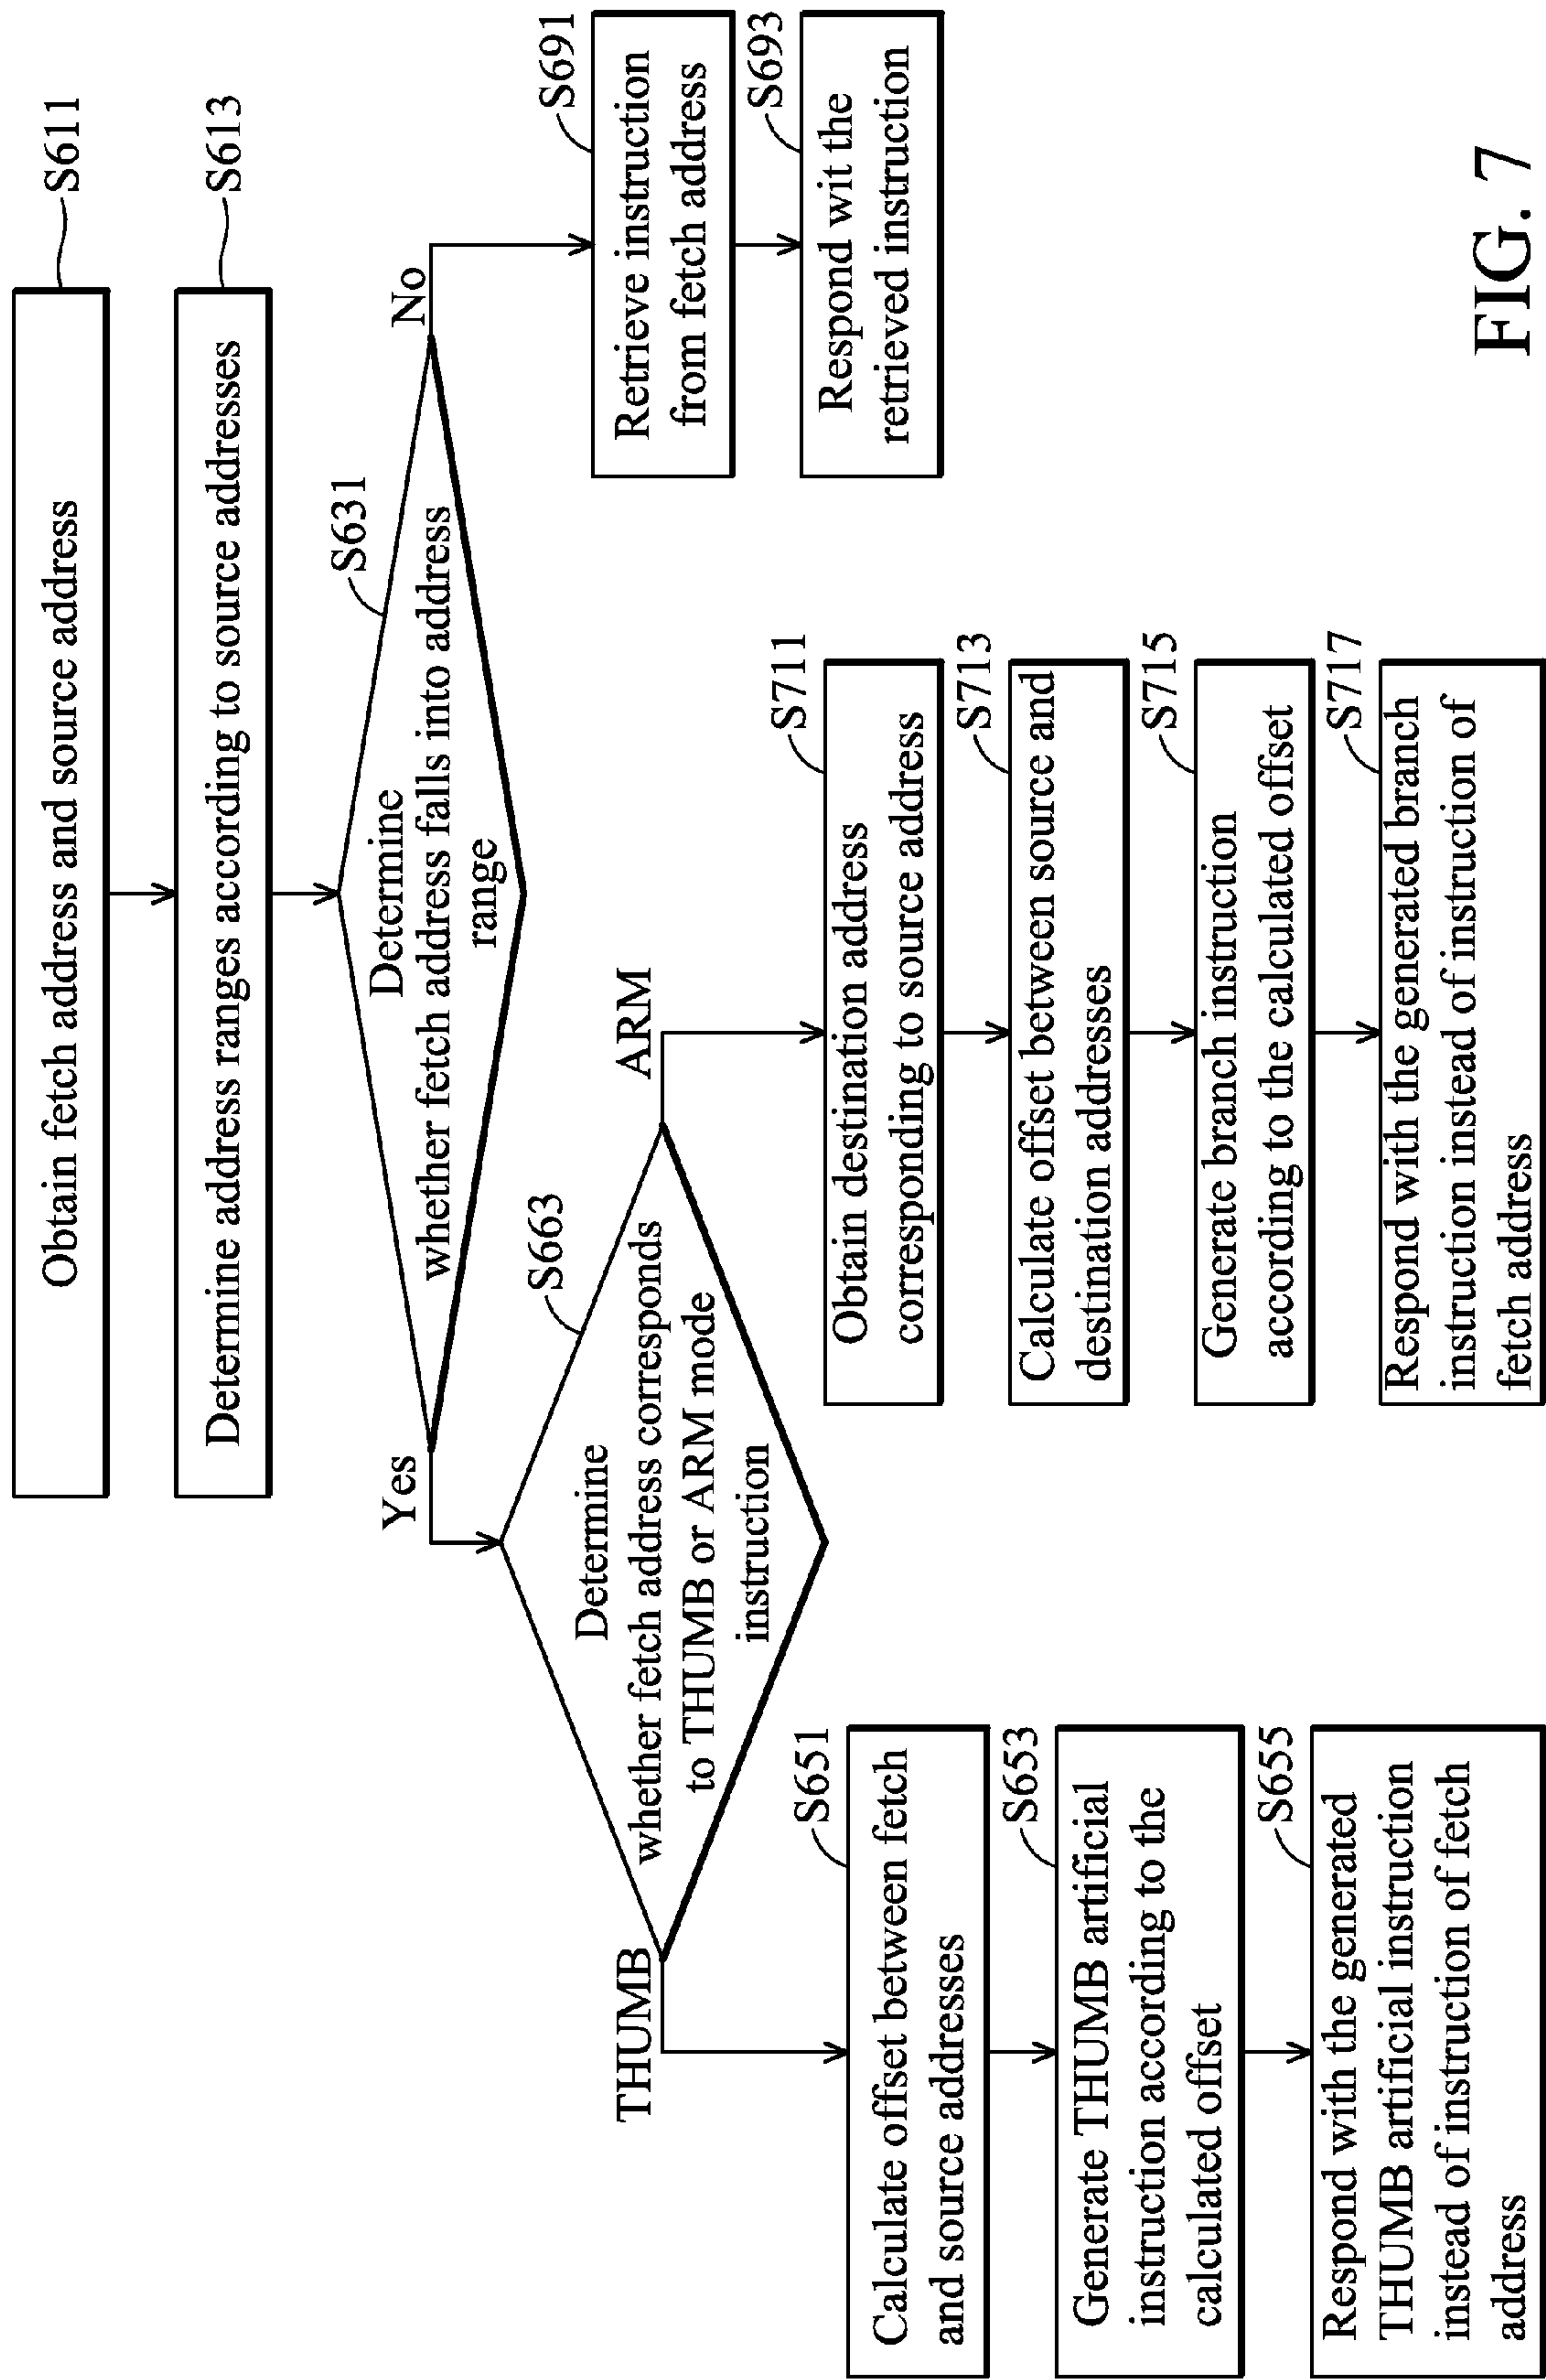 Obtain fetch address and source address
S611
Determine address ranges according to source addresses
S613
Determine
whether fetch address falls into address
range
S631
Yes
No
Determine
whether fetch address corresponds
to THUMB or ARM mode
instruction
S663
THUMB
ARM
Calculate offset between fetch
and source addresses
S651
Generate THUMB artificial
instruction according to the
calculated offset
S653
Respond with the generated
THUMB artificial instruction
instead of instruction of fetch
address
S655
Obtain destination address
corresponding to source address
S711
Calculate offset between source and
destination addresses
S713
Generate branch instruction
according to the calculated offset
S715
Respond with the generated branch
instruction instead of instruction of
fetch address
S717
Retrieve instruction
from fetch address
S691
Respond wit the
retrieved instruction
S693
FIG. 7